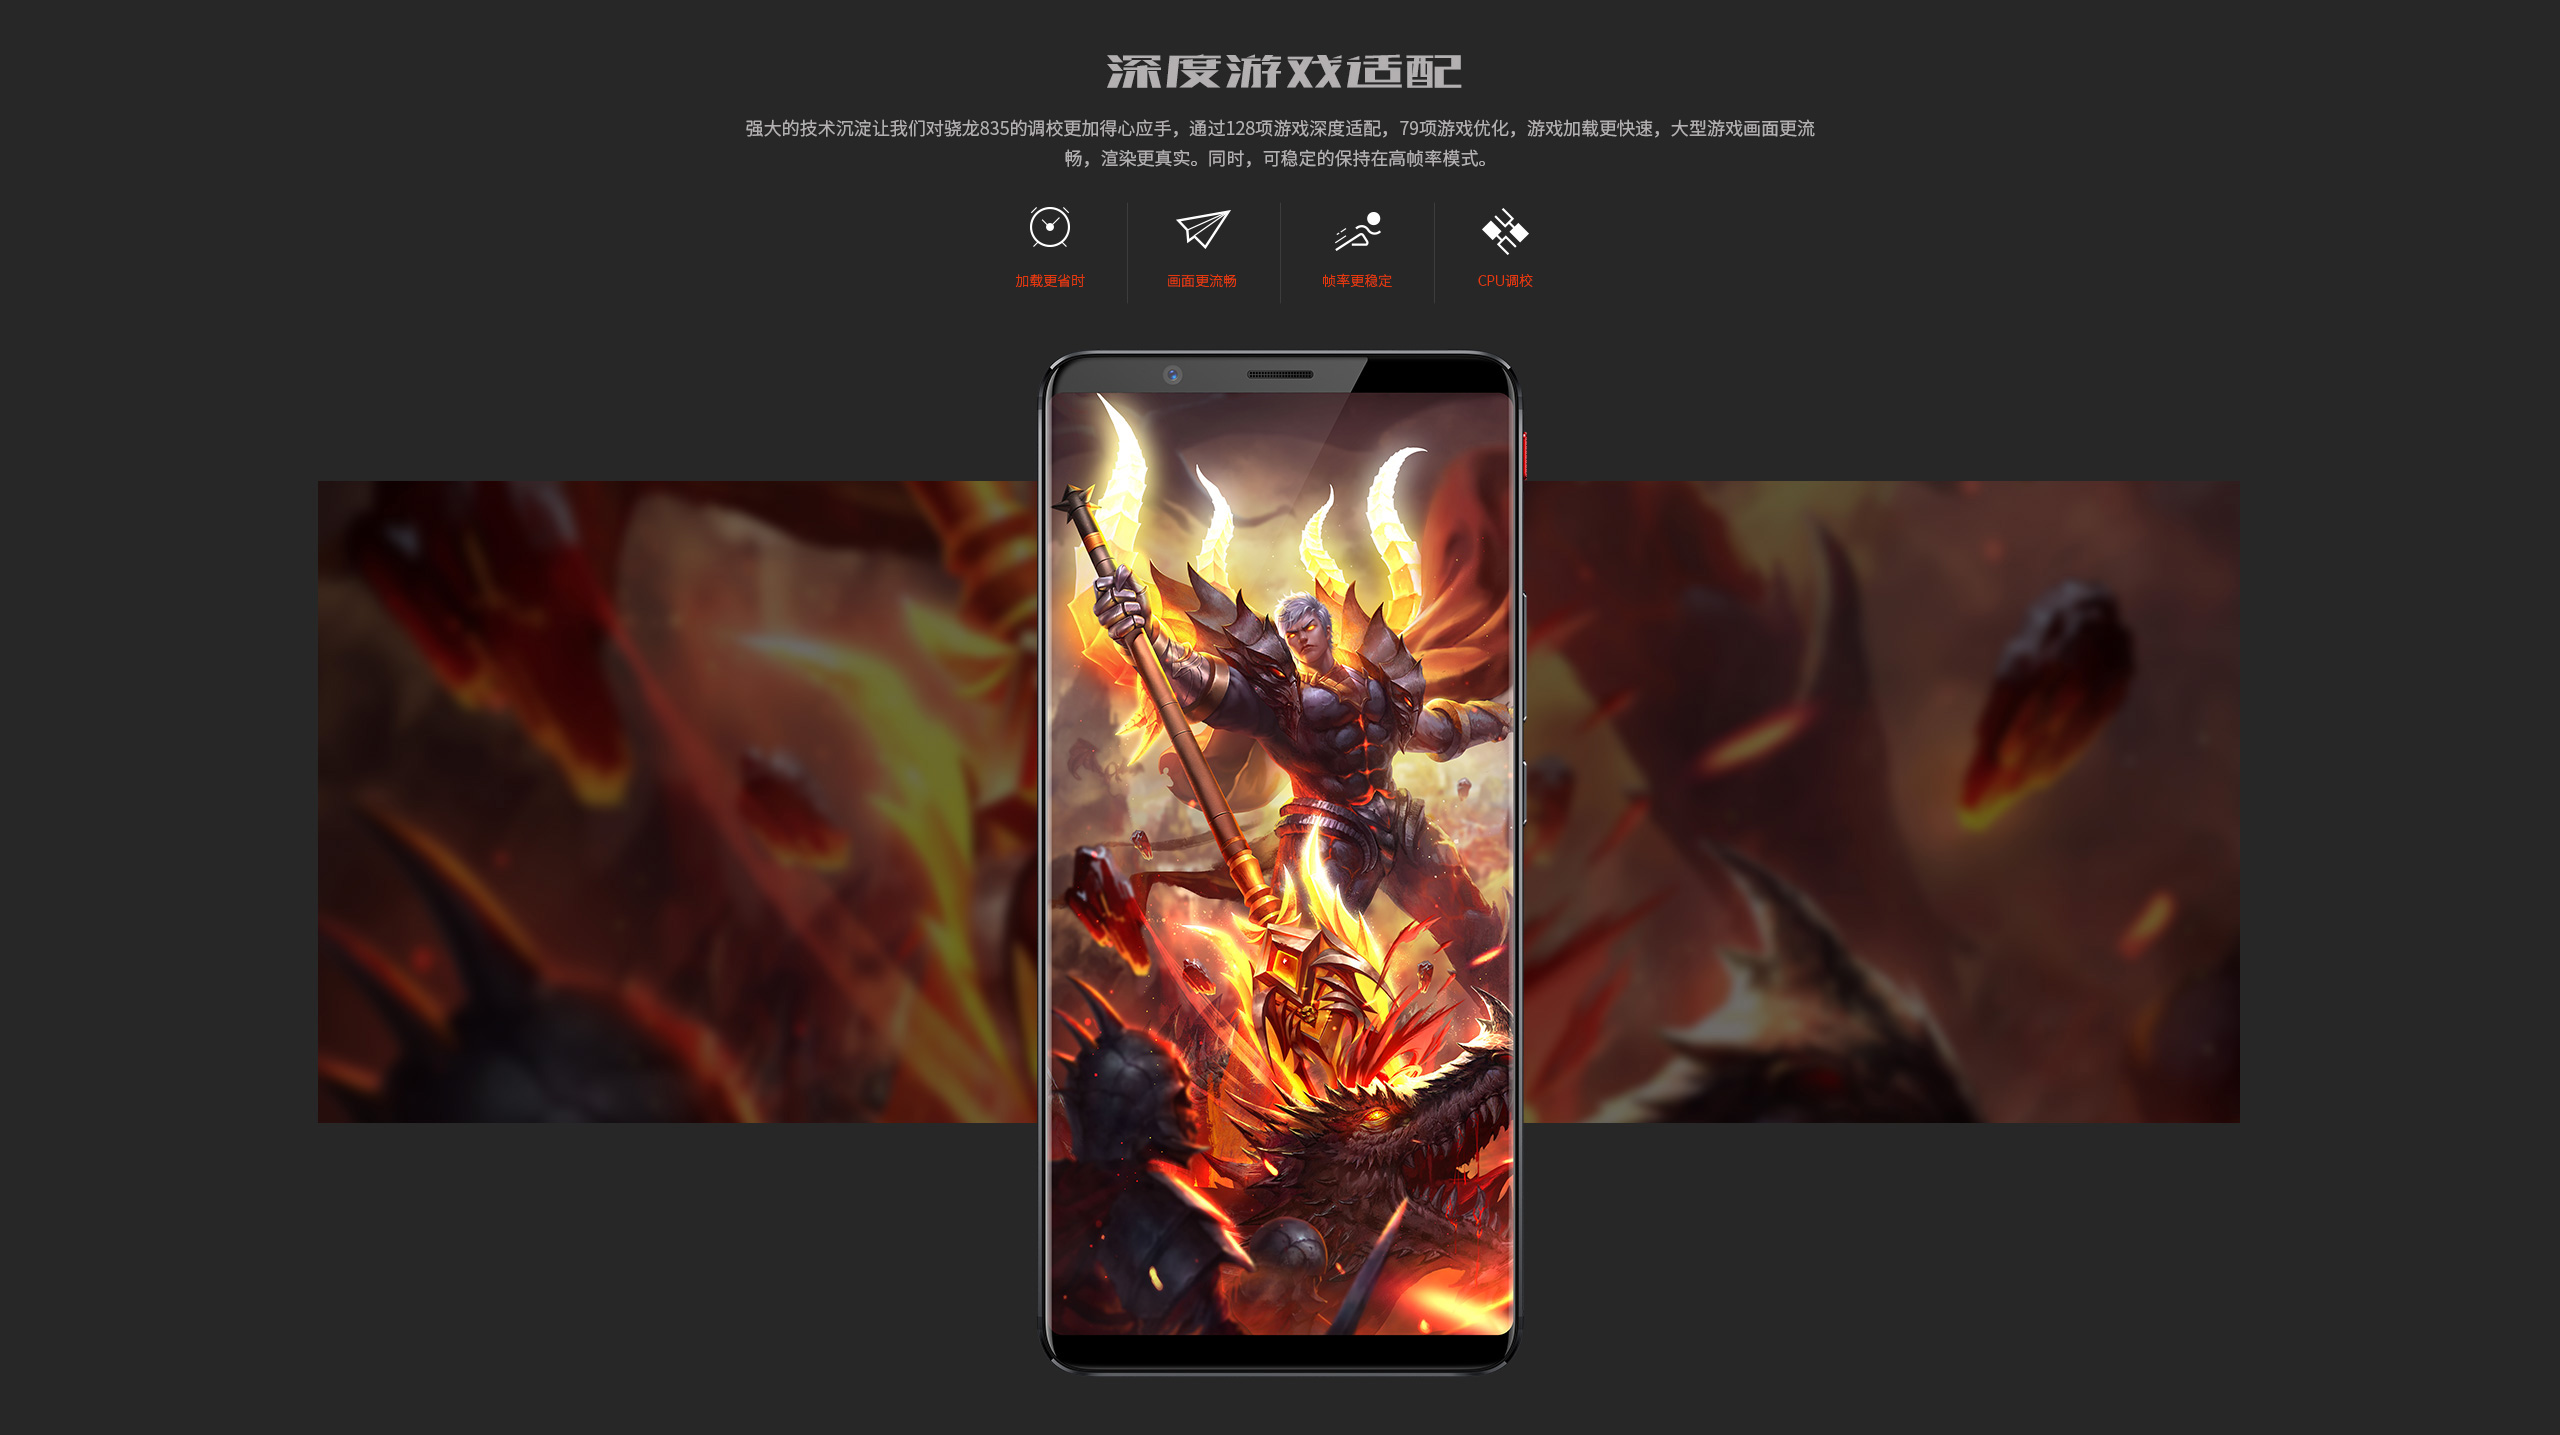 深度游戏适配
强大的技术沉淀让我们对骁龙835的调校更加得心应手，通过128项游戏深度适配，79项游戏优化，游戏加载更快速，大型游戏画面更流
畅，渲染更真实。同时，可稳定的保持在高帧率模式。
加载更省时
画面更流畅
帧率更稳定
CPU调校